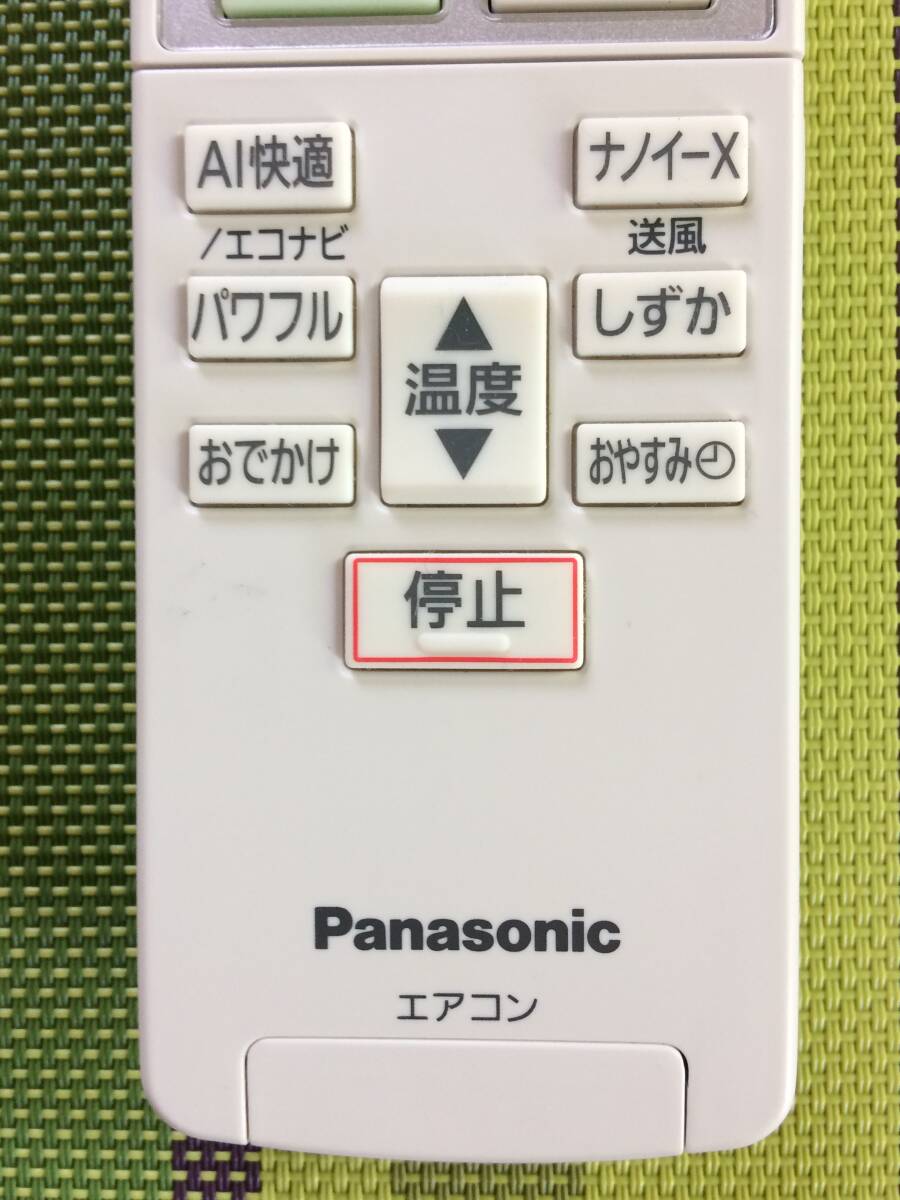 AI快適
ナノイーX
/エコナビ
送風
パワフル
しずか
温度
おでかけ
おやすみ
停止
Panasonic
エアコン